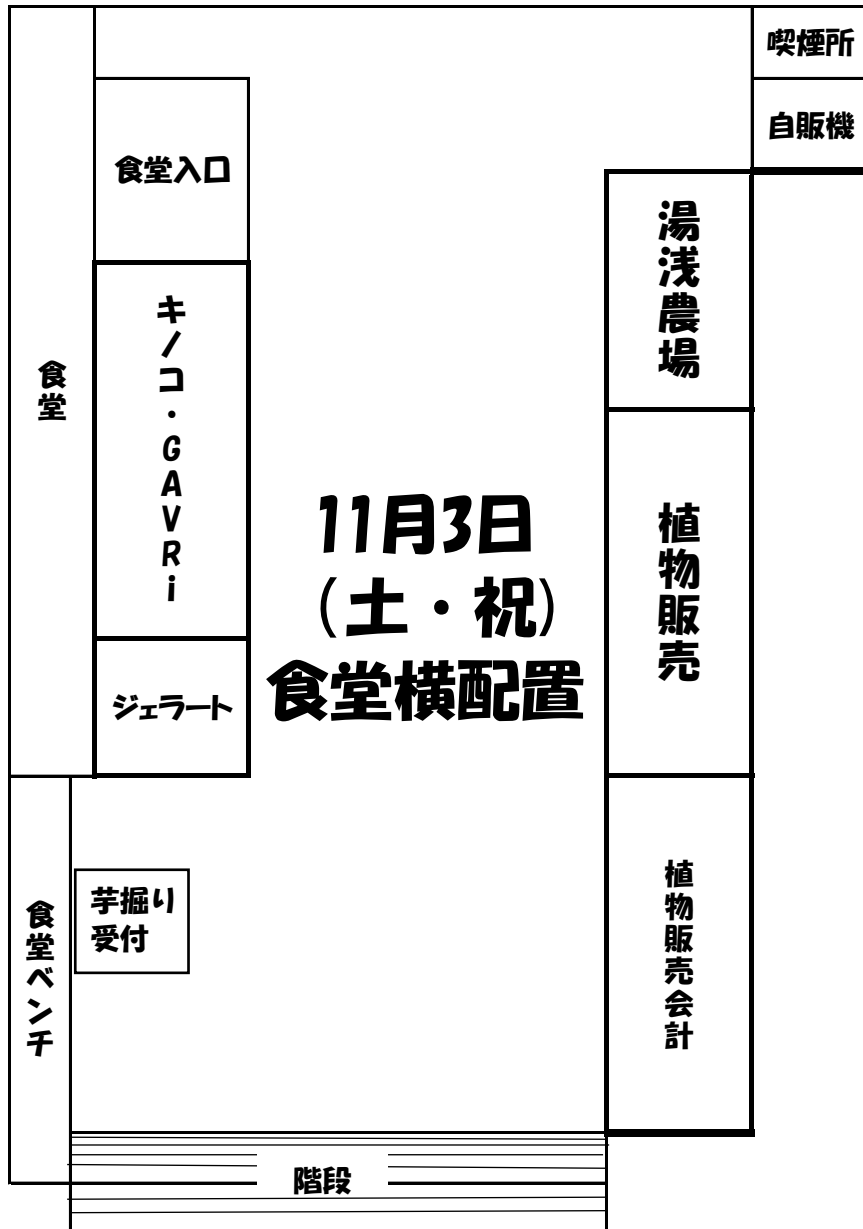 喫煙所
自販機
食堂入口
湯浅農場
キノコ・GAVRi
食堂
11月3日
（土・祝）
食堂横配置
植物販売
ジェラート
芋掘り
受付
食堂ベンチ
植物販売会計
階段